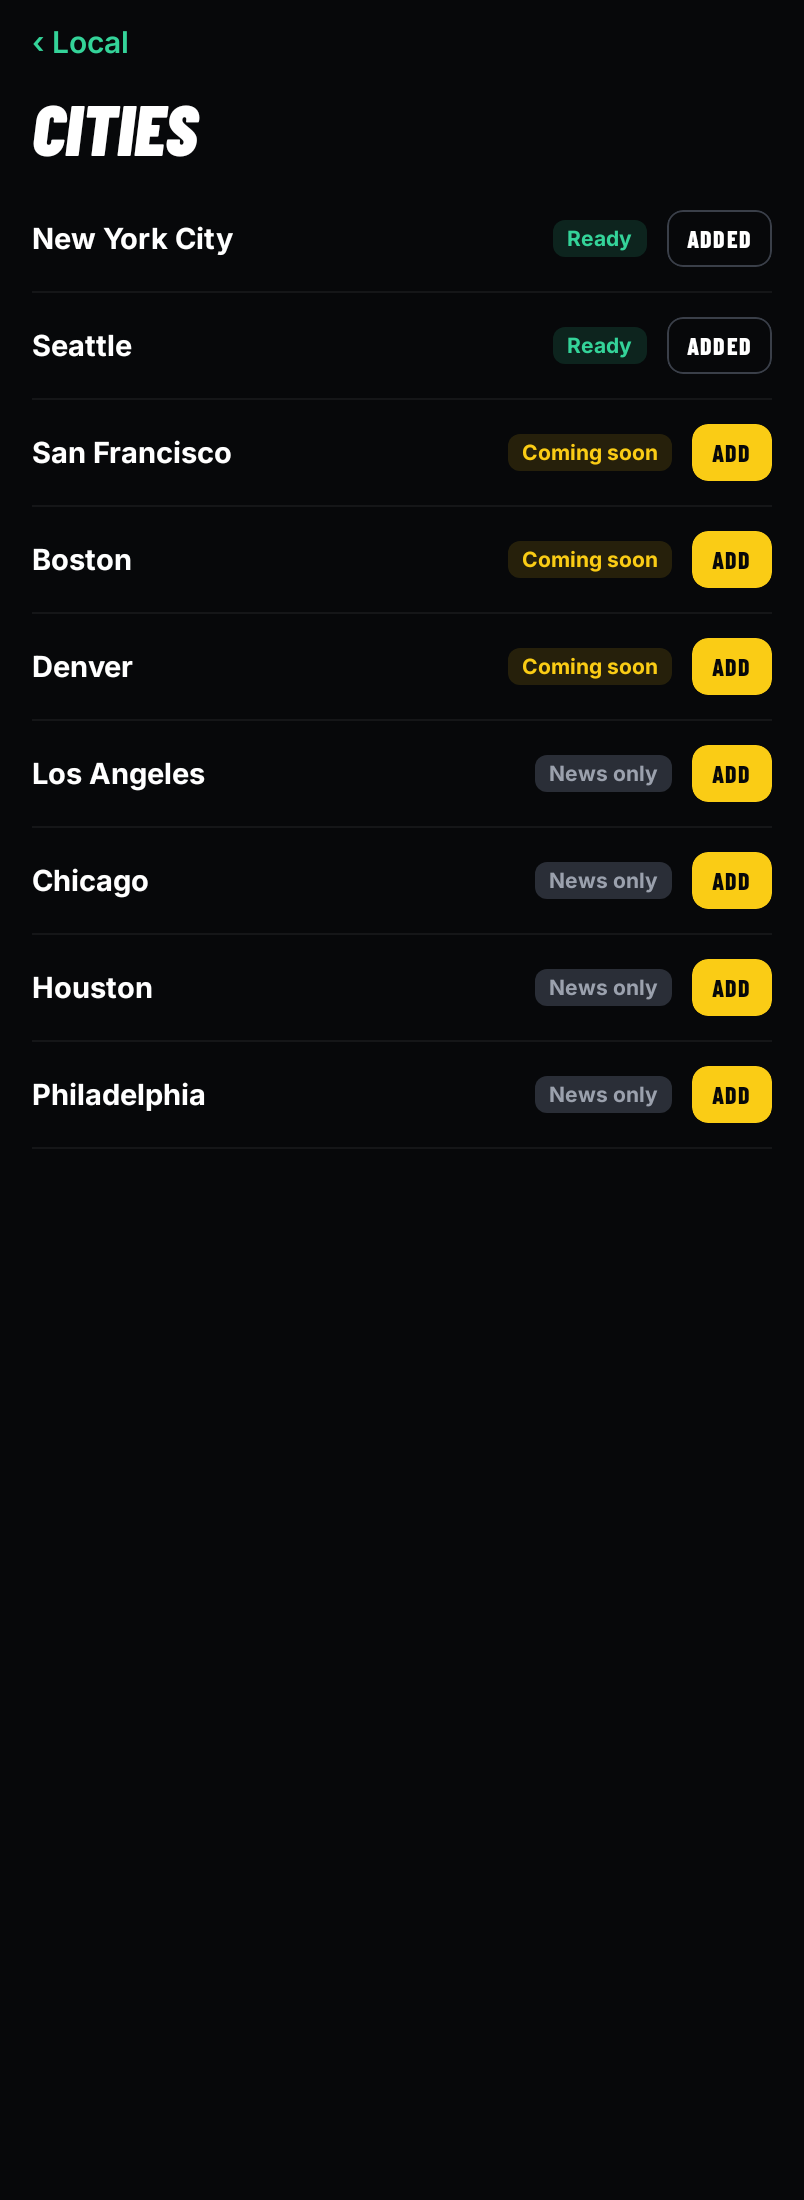 ‹ Local
CITIES
New York City Ready ADDED
Seattle Ready ADDED
San Francisco Coming soon ADD
Boston Coming soon ADD
Denver Coming soon ADD
Los Angeles News only ADD
Chicago News only ADD
Houston News only ADD
Philadelphia News only ADD